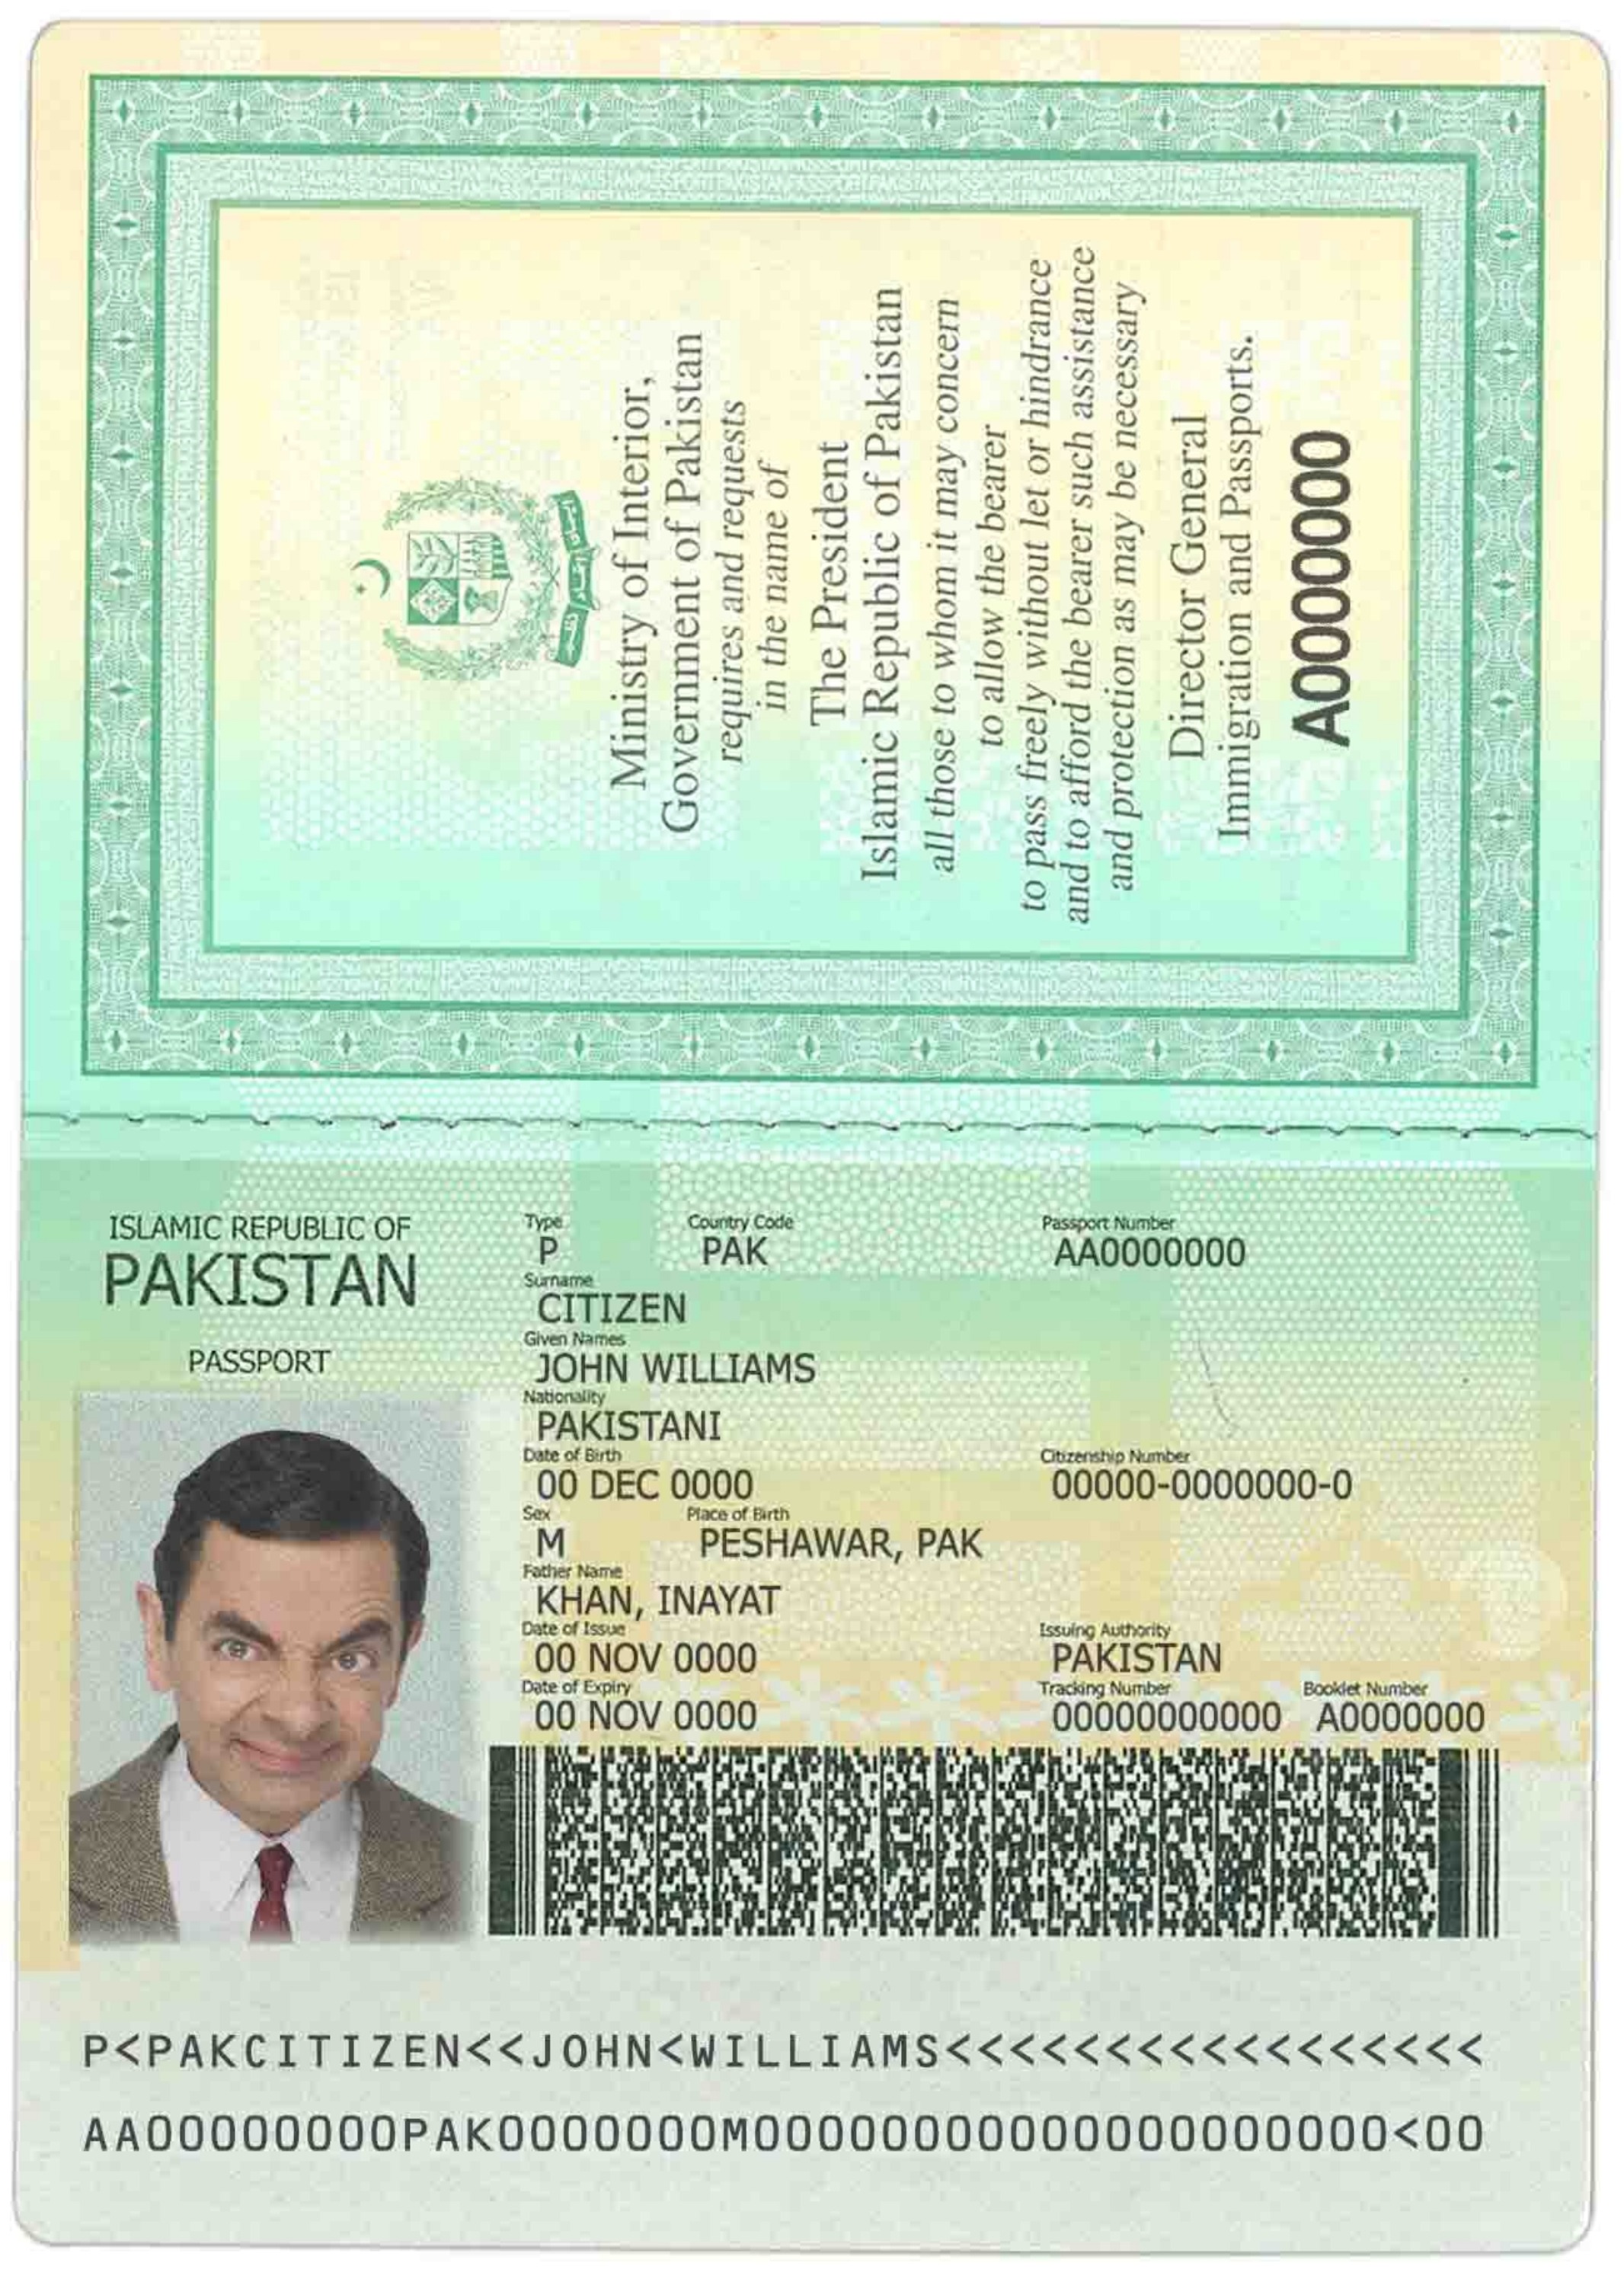 Ministry of Interior,
Government of Pakistan
requires and requests
in the name of
The President
Islamic Republic of Pakistan
all those to whom it may concern
to allow the bearer
to pass freely without let or hindrance
and to afford the bearer such assistance
and protection as may be necessary
Director General
Immigration and Passports.
A0000000
ISLAMIC REPUBLIC OF
PAKISTAN
PASSPORT
Type Country Code Passport Number
P PAK AA0000000
Surname
CITIZEN
Given Names
JOHN WILLIAMS
Nationality
PAKISTANI
Date of Birth Citizenship Number
00 DEC 0000 00000-0000000-0
Sex Place of Birth
M PESHAWAR, PAK
Father Name
KHAN, INAYAT
Date of Issue Issuing Authority
00 NOV 0000 PAKISTAN
Date of Expiry Tracking Number Booklet Number
00 NOV 0000 00000000000 A0000000
P<PAKCITIZEN<<JOHN<WILLIAMS<<<<<<<<<<<<<<<<<
AA00000000PAK0000000M00000000000000000000<00